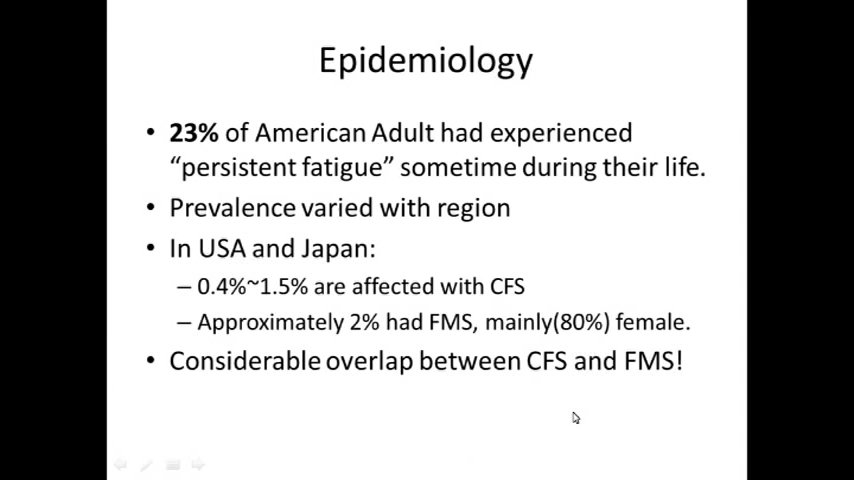 Epidemiology
• 23% of American Adult had experienced
“persistent fatigue” sometime during their life.
• Prevalence varied with region
• In USA and Japan:
– 0.4%~1.5% are affected with CFS
– Approximately 2% had FMS, mainly(80%) female.
• Considerable overlap between CFS and FMS!